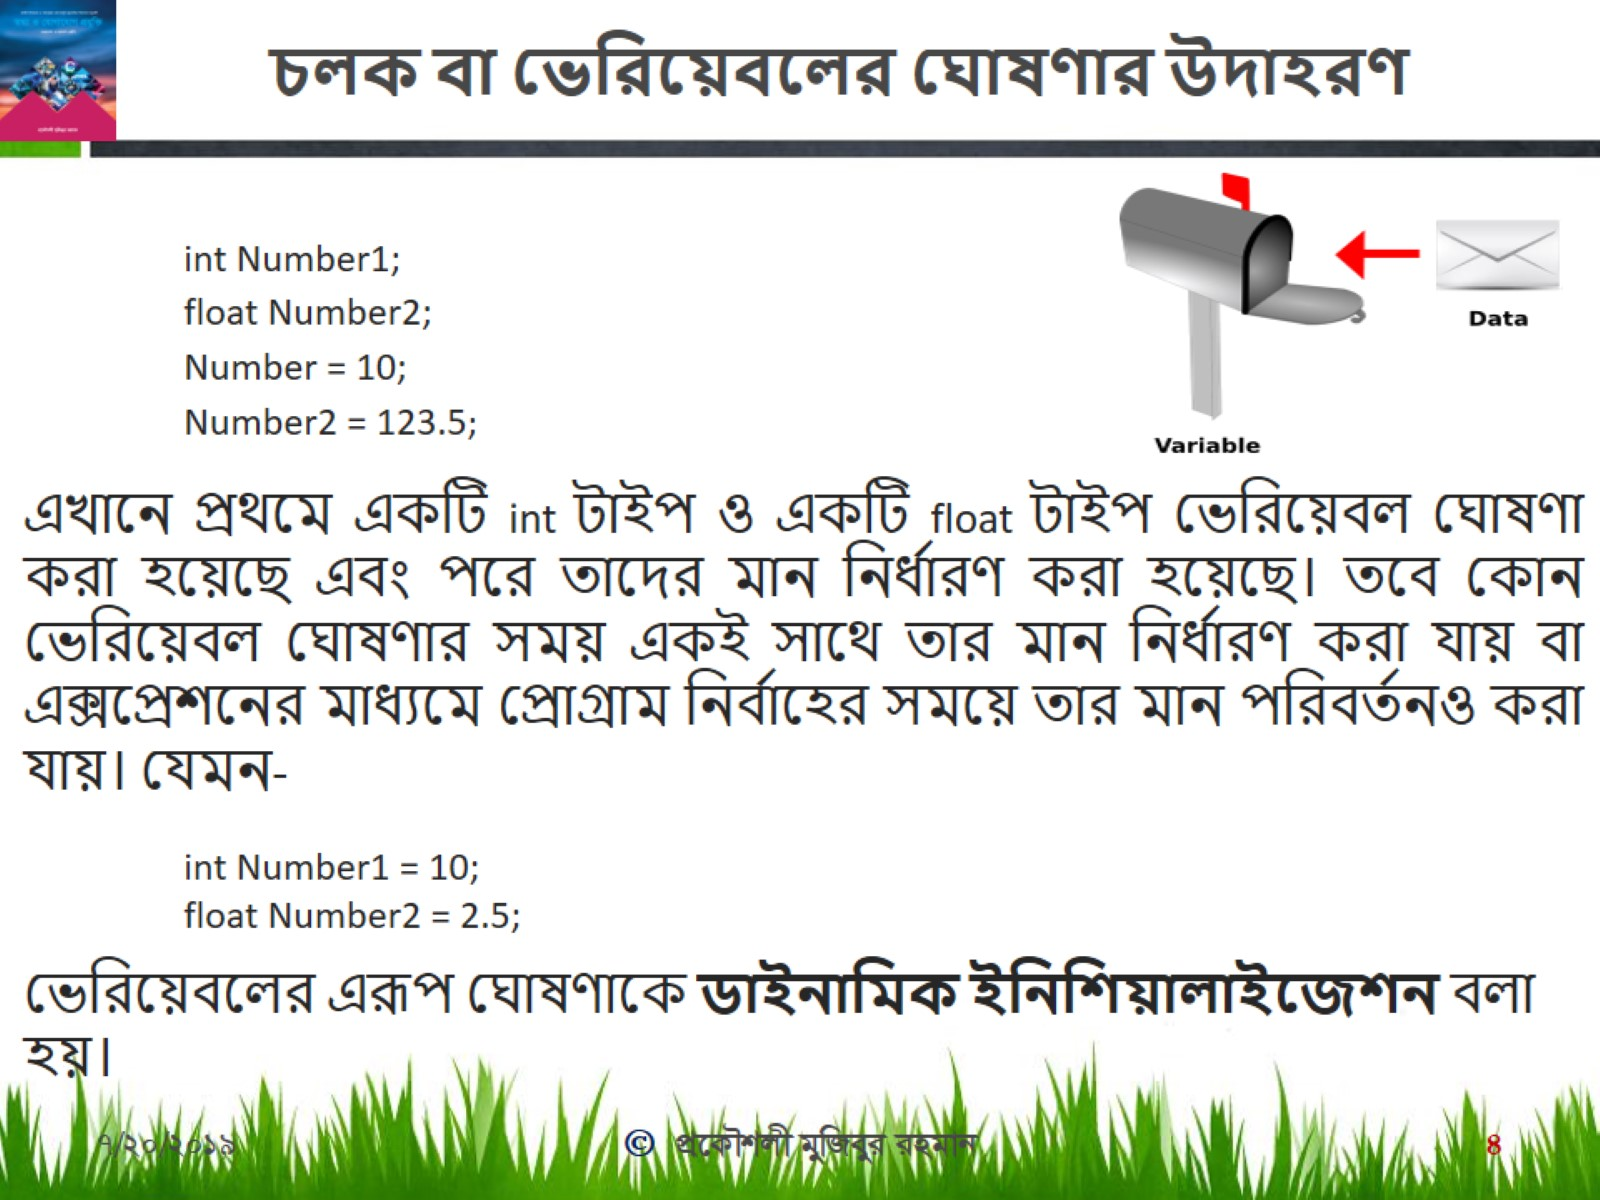 চলক বা ভেরিয়েবলের ঘোষণার উদাহরণ
int Number1;
float Number2;
Number = 10;
Number2 = 123.5;
Data
Variable
এখানে প্রথমে একটি int টাইপ ও একটি float টাইপ ভেরিয়েবল ঘোষণা
করা হয়েছে এবং পরে তাদের মান নির্ধারণ করা হয়েছে। তবে কোন
ভেরিয়েবল ঘোষণার সময় একই সাথে তার মান নির্ধারণ করা যায় বা
এক্সপ্রেশনের মাধ্যমে প্রোগ্রাম নির্বাহের সময়ে তার মান পরিবর্তনও করা
যায়। যেমন-
int Number1 = 10;
float Number2 = 2.5;
ভেরিয়েবলের এরূপ ঘোষণাকে ডাইনামিক ইনিশিয়ালাইজেশন বলা
হয়।
৭/২০/২০১৯
© প্রকৌশলী মুজিবুর রহমান
8